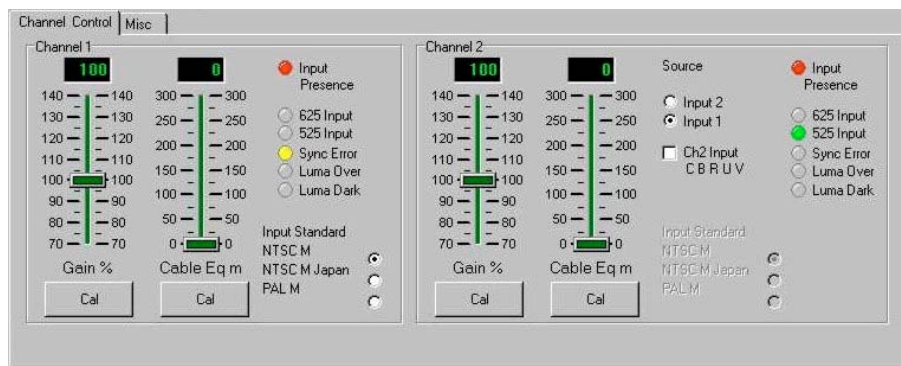 Channel Control Misc
Channel 1
100 0
Input
Presence
140 140 300 300
130 130 250 250
120 120 200 200
110 110 150 150
100 100 100 100
90 90 50 50
80 80 0 0
70 70
625 Input
525 Input
Sync Error
Luma Over
Luma Dark
Input Standard
NTSC M
NTSC M Japan
PAL M
Gain % Cable Eq m
Cal Cal
Channel 2
100 0
140 140 300 300
130 130 250 250
120 120 200 200
110 110 150 150
100 100 100 100
90 90 50 50
80 80 0 0
70 70
Gain % Cable Eq m
Cal Cal
Source
Input 2
Input 1
Ch2 Input
C B R U V
Input Standard
NTSC M
NTSC M Japan
PAL M
Input
Presence
625 Input
525 Input
Sync Error
Luma Over
Luma Dark